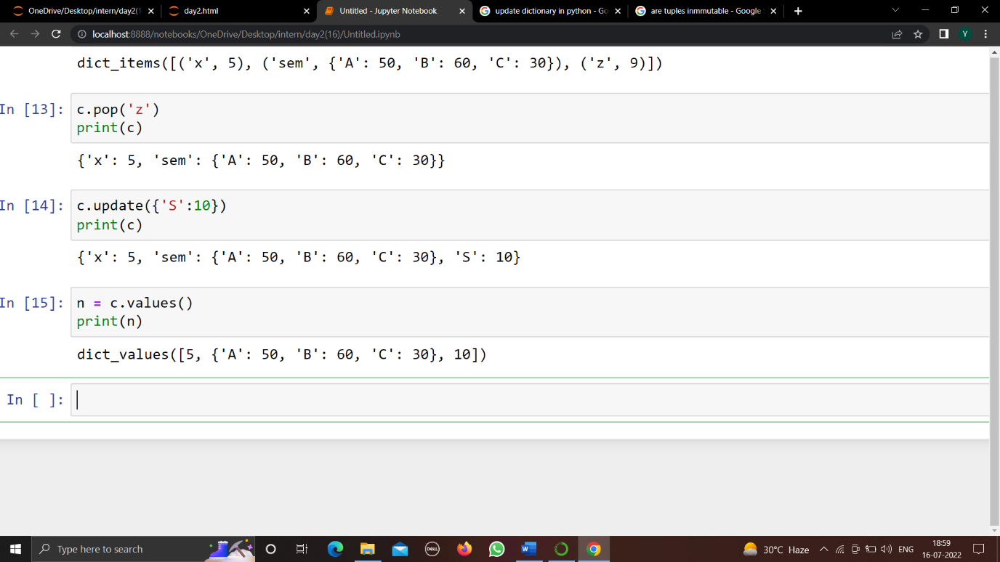 OneDrive/Desktop/intern/day2(1
day2.html
Untitled - Jupyter Notebook
update dictionary in python - Go
are tuples inmmutable - Google
localhost:8888/notebooks/OneDrive/Desktop/intern/day2(16)/Untitled.ipynb
Y
dict_items([('x', 5), ('sem', {'A': 50, 'B': 60, 'C': 30}), ('z', 9)])
In [13]: c.pop('z')
print(c)
{'x': 5, 'sem': {'A': 50, 'B': 60, 'C': 30}}
In [14]: c.update({'S':10})
print(c)
{'x': 5, 'sem': {'A': 50, 'B': 60, 'C': 30}, 'S': 10}
In [15]: n = c.values()
print(n)
dict_values([5, {'A': 50, 'B': 60, 'C': 30}, 10])
In [ ]:
Type here to search
DELL
W
30°C Haze
ENG
18:59
16-07-2022